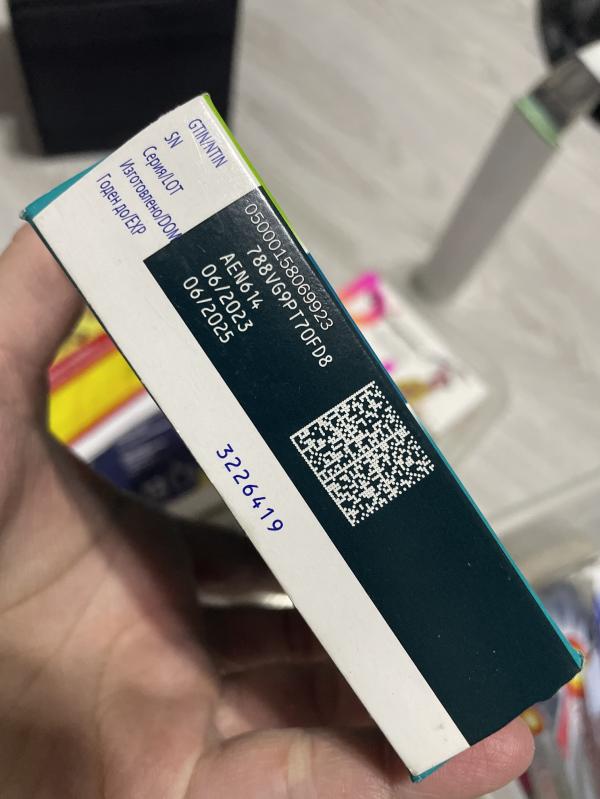 GTIN/NTIN
SN
Серия/LOT
Изготовлено/DOM
Годен до/EXP
05000158069923
788VG9PT70FD8
AEN614
06/2023
06/2025
3226419